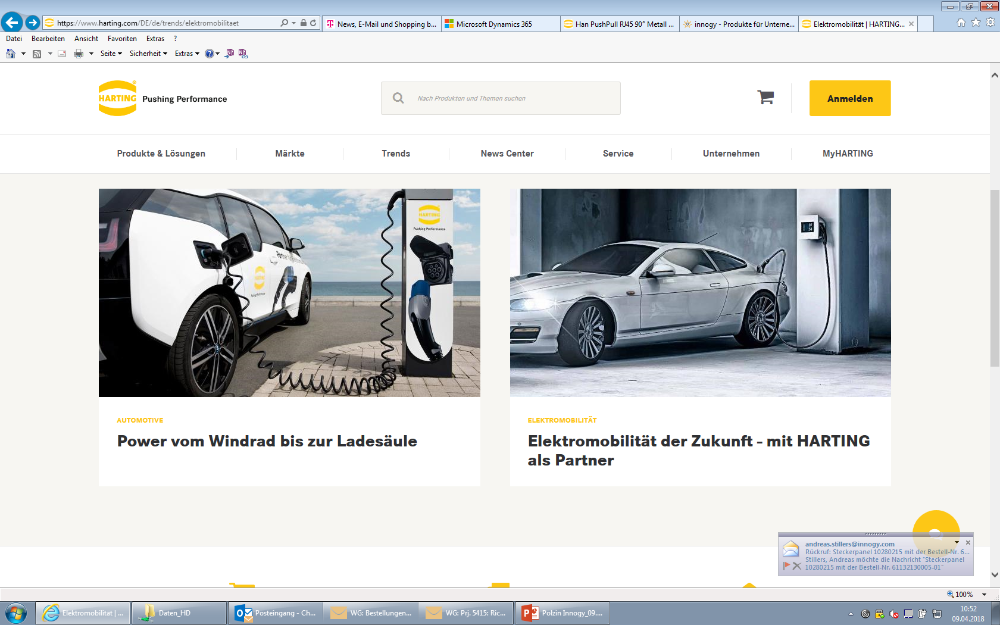 https://www.harting.com/DE/de/trends/elektromobilitaet
News, E-Mail und Shopping b...
Microsoft Dynamics 365
Han PushPull RJ45 90° Metall ...
innogy - Produkte für Unterne...
Elektromobilität | HARTING...
Datei Bearbeiten Ansicht Favoriten Extras ?
Seite Sicherheit Extras
HARTING
Pushing Performance
Nach Produkten und Themen suchen
Anmelden
Produkte & Lösungen Märkte Trends News Center Service Unternehmen MyHARTING
HARTING
Pushing Performance
Partner für
AUTOMOTIVE
Power vom Windrad bis zur Ladesäule
ELEKTROMOBILITÄT
Elektromobilität der Zukunft - mit HARTING
als Partner
andreas.stillers@innogy.com
Rückruf: Steckerpanel 10280215 mit der Bestell-Nr. 6...
Stillers, Andreas möchte die Nachricht "Steckerpanel
10280215 mit der Bestell-Nr. 61132130005-01"
100%
Elektromobilität | ...
Daten_HD
Posteingang - Ch...
WG: Bestellungen...
WG: Prj. 5415: Ric...
Polzin Innogy_09....
10:52
09.04.2018